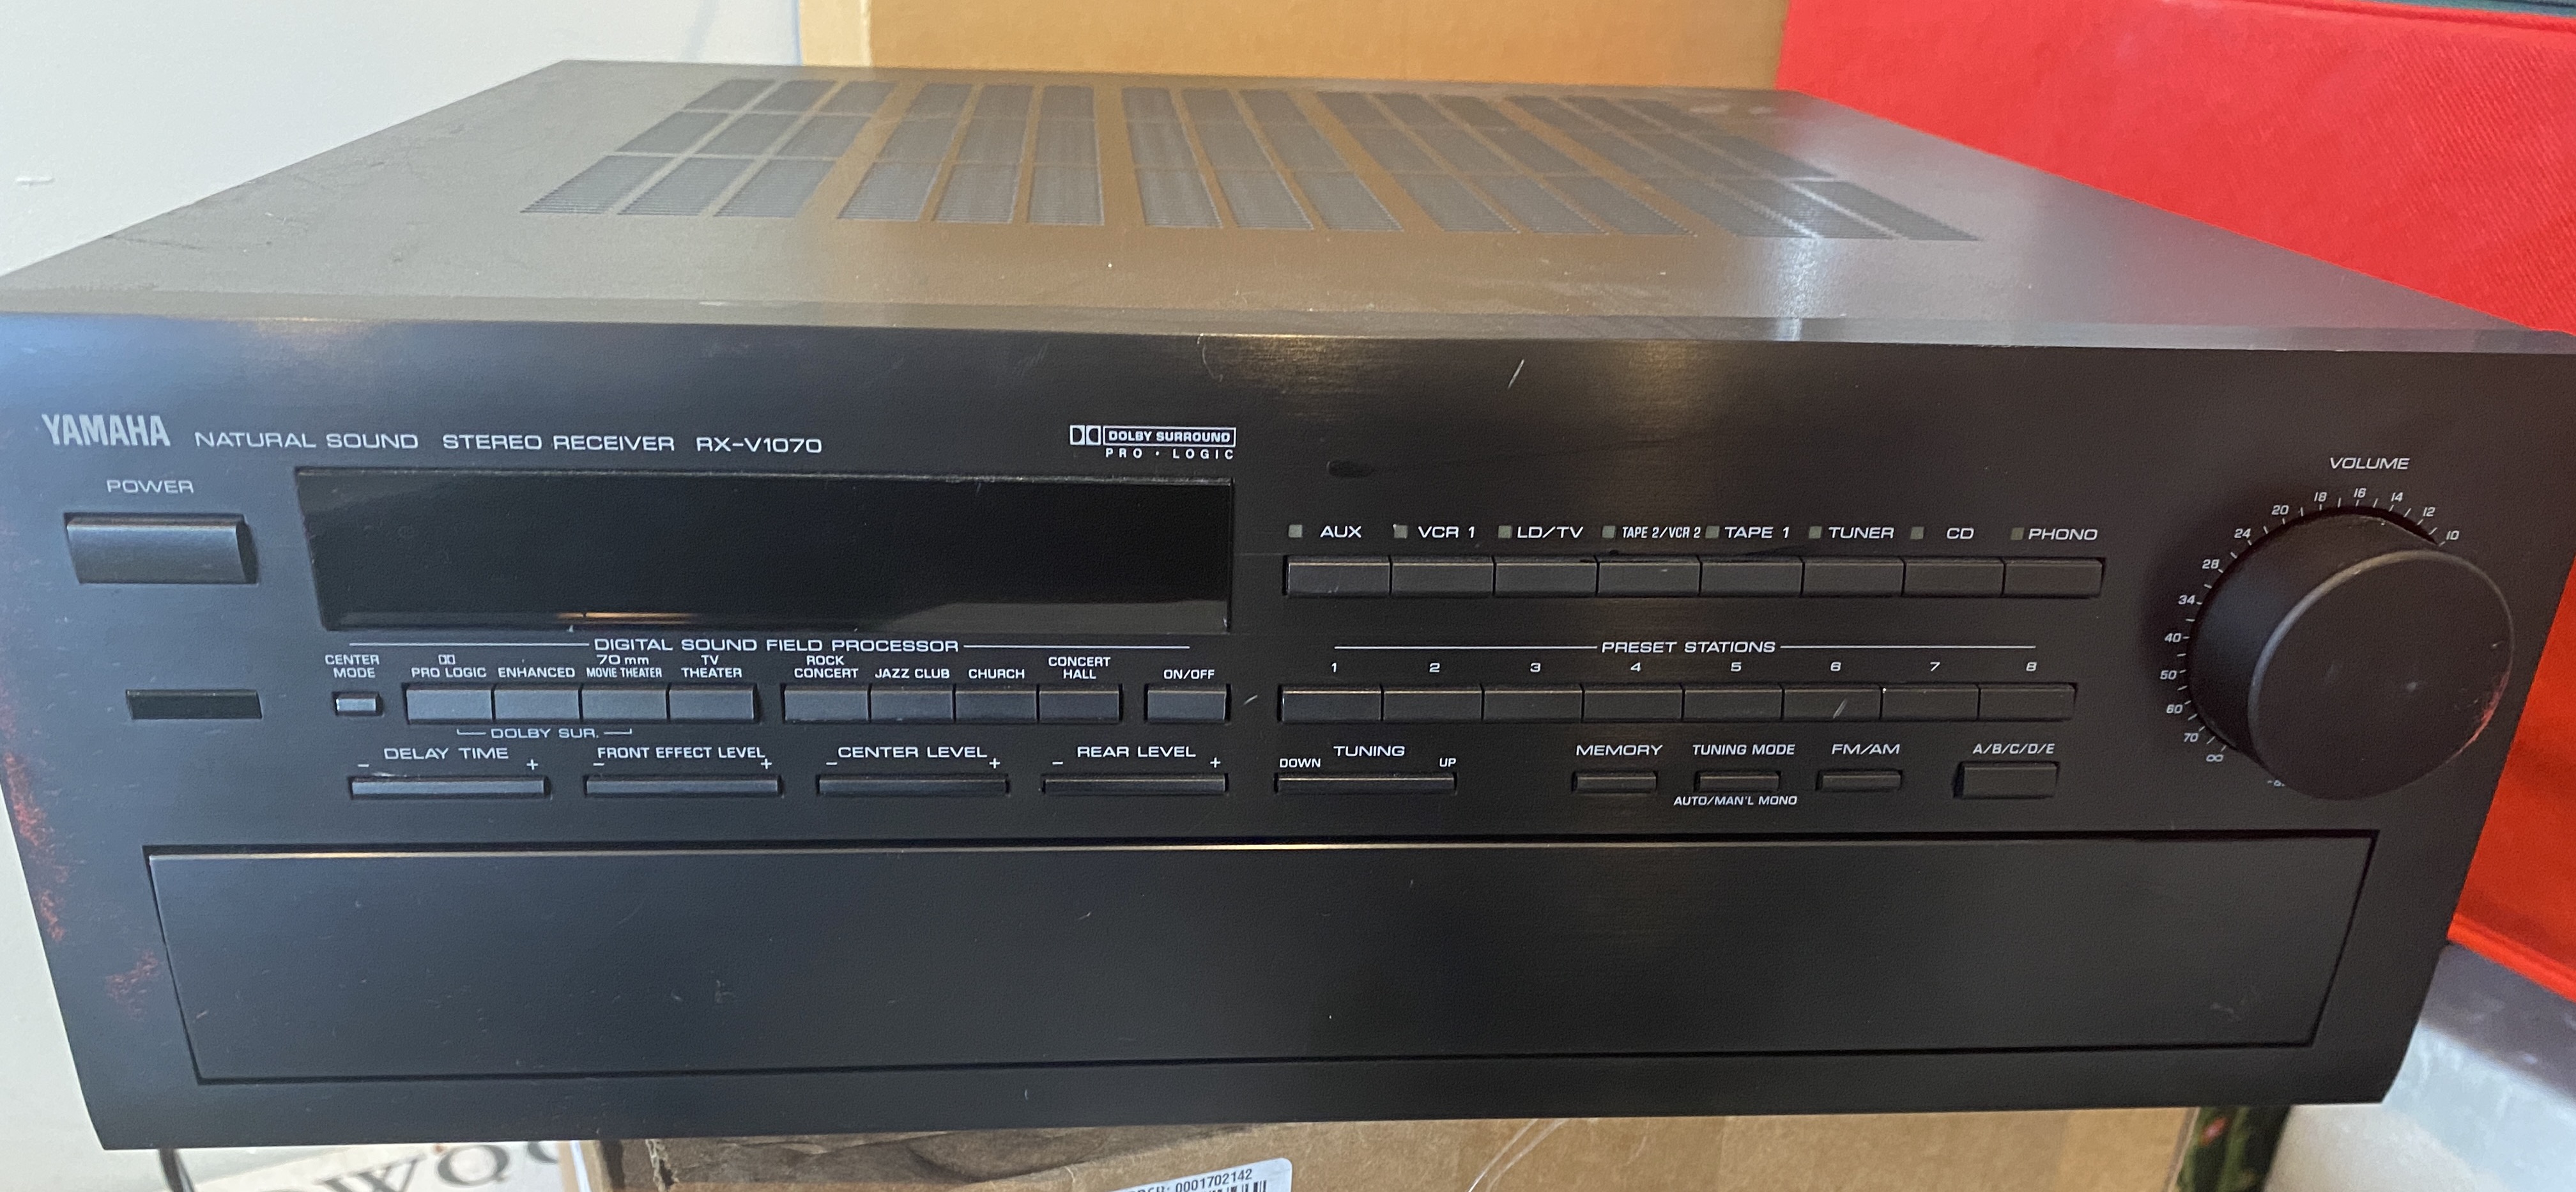 YAMAHA NATURAL SOUND STEREO RECEIVER RX-V1070
DOLBY SURROUND
PRO · LOGIC
POWER
VOLUME
20 18 16 14 12 10
24
28
34
40
50
60
70
∞
AUX VCR 1 LD/TV TAPE 2/VCR 2 TAPE 1 TUNER CD PHONO
DIGITAL SOUND FIELD PROCESSOR
CENTER MODE
PRO LOGIC
ENHANCED
70 mm
MOVIE THEATER
TV
THEATER
ROCK
CONCERT
JAZZ CLUB
CHURCH
CONCERT
HALL
ON/OFF
DOLBY SUR.
PRESET STATIONS
1 2 3 4 5 6 7 8
DELAY TIME
- +
FRONT EFFECT LEVEL
- +
CENTER LEVEL
- +
REAR LEVEL
- +
TUNING
DOWN UP
MEMORY
TUNING MODE
AUTO/MAN'L MONO
FM/AM
A/B/C/D/E
0001702142